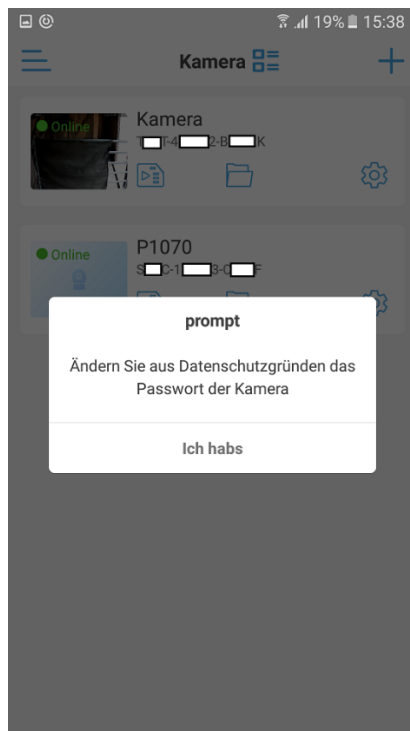 19% 15:38
Kamera
Online
Kamera
Online
P1070
prompt
Ändern Sie aus Datenschutzgründen das
Passwort der Kamera
Ich habs